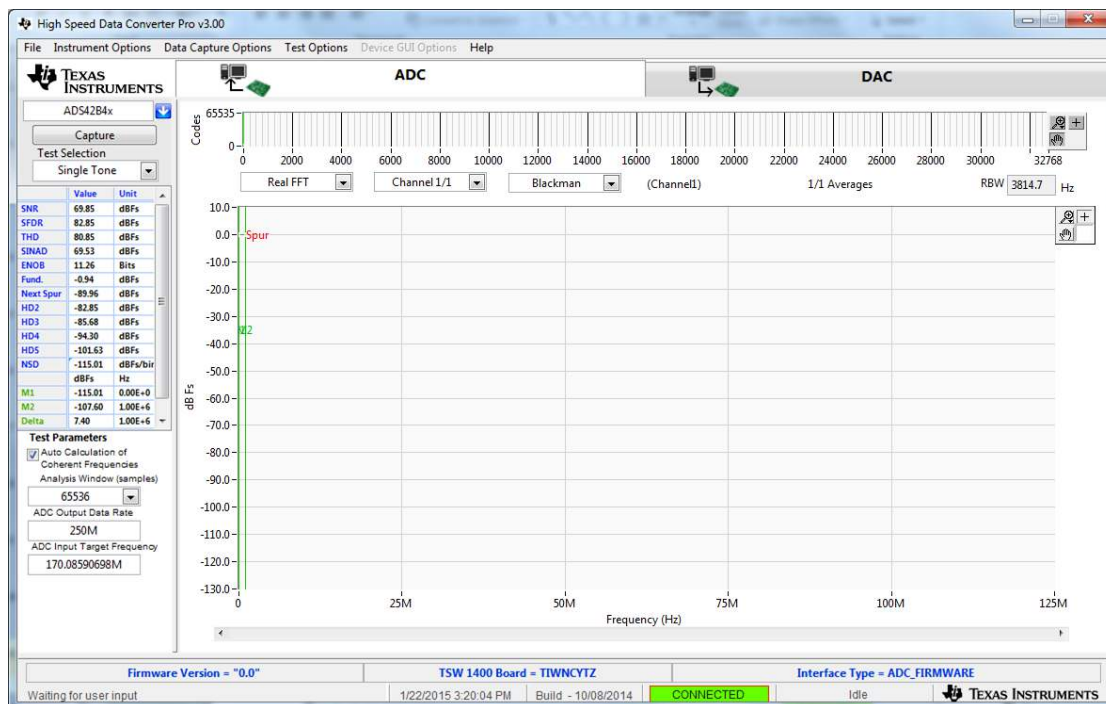 High Speed Data Converter Pro v3.00
File Instrument Options Data Capture Options Test Options Device GUI Options Help
TEXAS INSTRUMENTS
ADC
DAC
ADS42B4x
Capture
Test Selection
Single Tone
Value Unit
SNR 69.85 dBFs
SFDR 82.85 dBFs
THD 80.85 dBFs
SINAD 69.53 dBFs
ENOB 11.26 Bits
Fund. -0.94 dBFs
Next Spur -89.96 dBFs
HD2 -82.85 dBFs
HD3 -85.68 dBFs
HD4 -94.30 dBFs
HD5 -101.63 dBFs
NSD -115.01 dBFs/bin
dBFs Hz
M1 -115.01 0.00E+0
M2 -107.60 1.00E+6
Delta 7.40 1.00E+6
Test Parameters
Auto Calculation of
Coherent Frequencies
Analysis Window (samples)
65536
ADC Output Data Rate
250M
ADC Input Target Frequency
170.08590698M
Codes
65535
0
0 2000 4000 6000 8000 10000 12000 14000 16000 18000 20000 22000 24000 26000 28000 30000 32768
Real FFT Channel 1/1 Blackman (Channel1) 1/1 Averages RBW 3814.7 Hz
dB Fs
10.0
0.0
Spur
-10.0
-20.0
-30.0
-40.0
-50.0
-60.0
-70.0
-80.0
-90.0
-100.0
-110.0
-120.0
-130.0
0 25M 50M 75M 100M 125M
Frequency (Hz)
Firmware Version = "0.0" TSW 1400 Board = TIWNCYTZ Interface Type = ADC_FIRMWARE
Waiting for user input 1/22/2015 3:20:04 PM Build - 10/08/2014 CONNECTED Idle TEXAS INSTRUMENTS